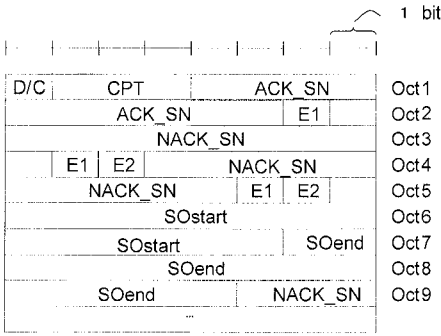 1 bit
D/C CPT ACK_SN Oct1
ACK_SN E1 Oct2
NACK_SN Oct3
E1 E2 NACK_SN Oct4
NACK_SN E1 E2 Oct5
SOstart Oct6
SOstart SOend Oct7
SOend Oct8
SOend NACK_SN Oct9
...